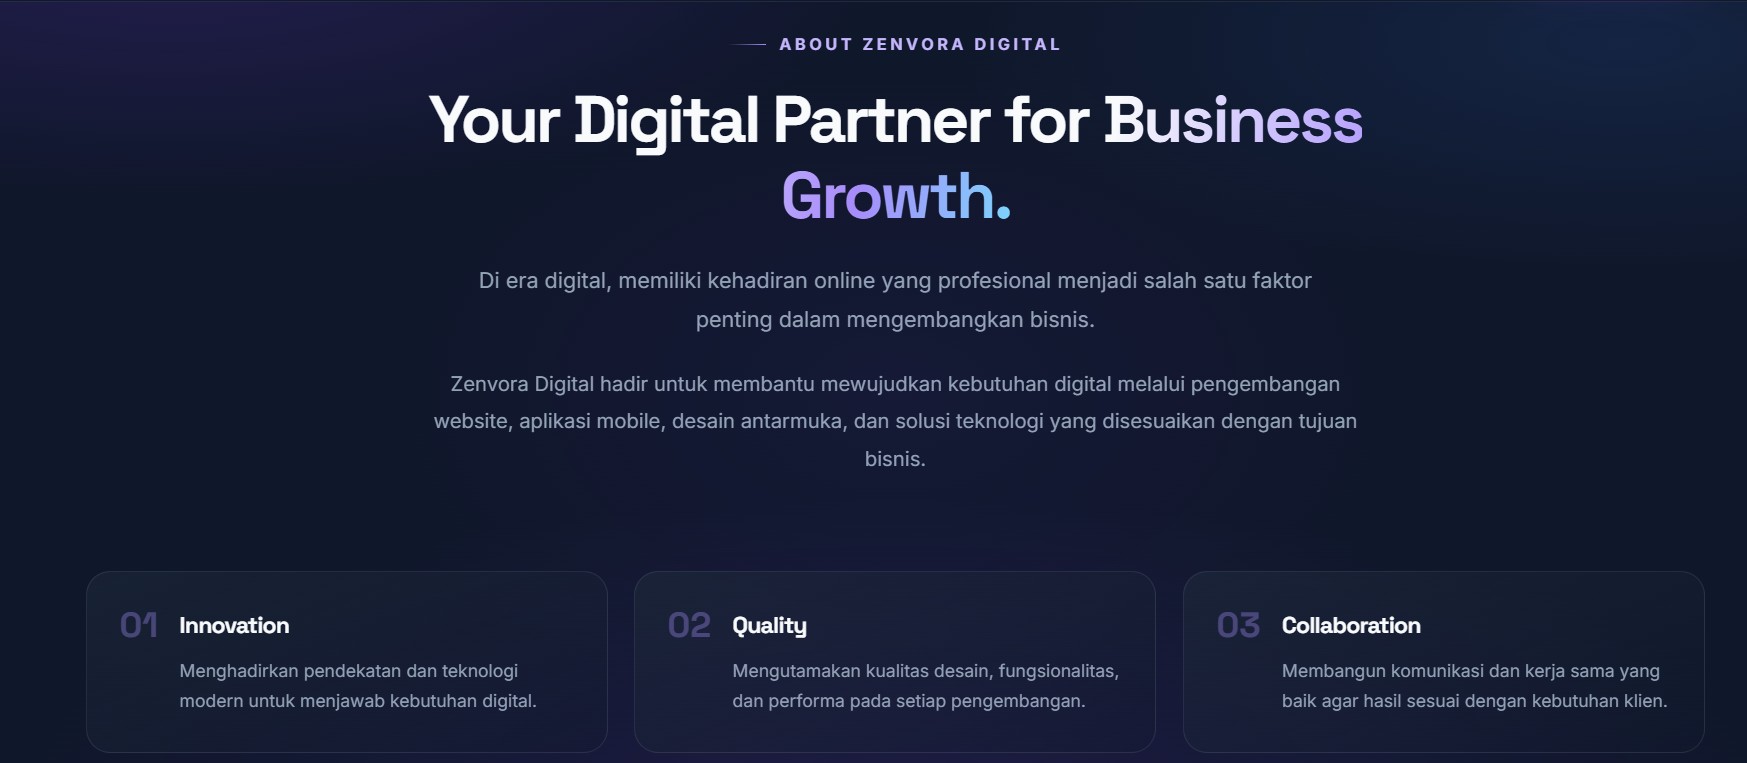 ABOUT ZENVORA DIGITAL
Your Digital Partner for Business
Growth.
Di era digital, memiliki kehadiran online yang profesional menjadi salah satu faktor
penting dalam mengembangkan bisnis.
Zenvora Digital hadir untuk membantu mewujudkan kebutuhan digital melalui pengembangan
website, aplikasi mobile, desain antarmuka, dan solusi teknologi yang disesuaikan dengan tujuan
bisnis.
01 Innovation
Menghadirkan pendekatan dan teknologi
modern untuk menjawab kebutuhan digital.
02 Quality
Mengutamakan kualitas desain, fungsionalitas,
dan performa pada setiap pengembangan.
03 Collaboration
Membangun komunikasi dan kerja sama yang
baik agar hasil sesuai dengan kebutuhan klien.